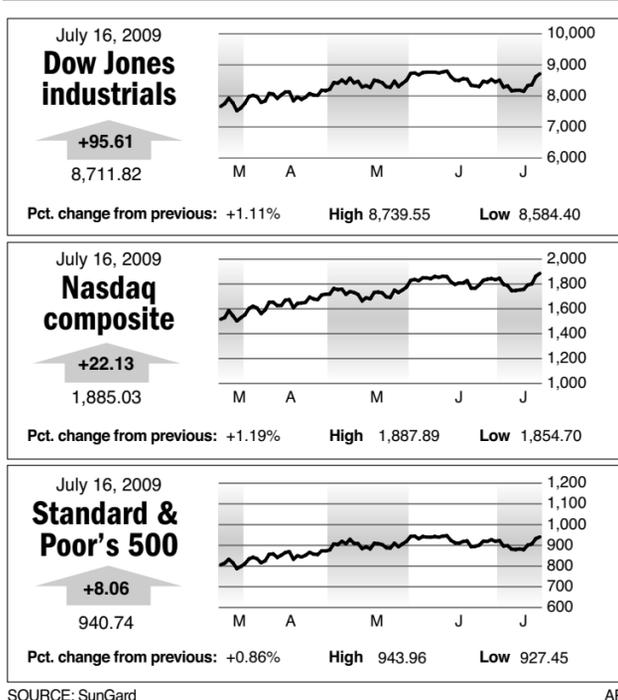 July 16, 2009
Dow Jones
industrials
+95.61
8,711.82
10,000
9,000
8,000
7,000
6,000
M A M J J
Pct. change from previous: +1.11% High 8,739.55 Low 8,584.40
July 16, 2009
Nasdaq
composite
+22.13
1,885.03
2,000
1,800
1,600
1,400
1,200
1,000
M A M J J
Pct. change from previous: +1.19% High 1,887.89 Low 1,854.70
July 16, 2009
Standard &
Poor's 500
+8.06
940.74
1,200
1,100
1,000
900
800
700
600
M A M J J
Pct. change from previous: +0.86% High 943.96 Low 927.45
SOURCE: SunGard